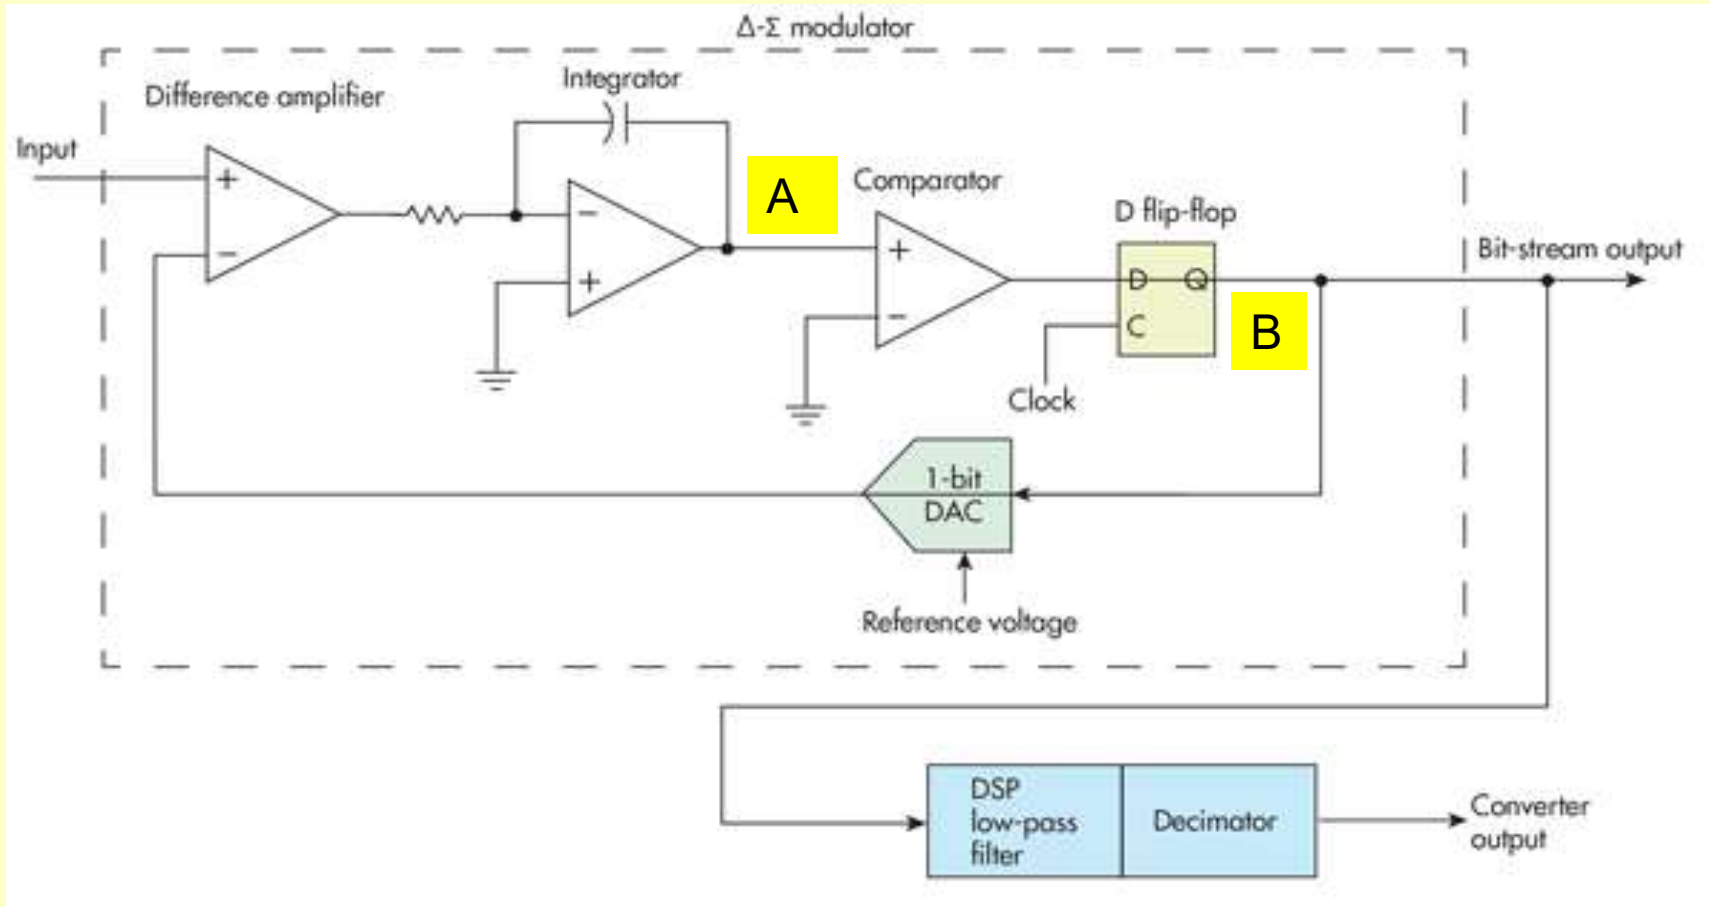 Δ-Σ modulator
Integrator
Difference amplifier
Input
+
−
−
+
A
Comparator
+
−
D flip-flop
D Q
C
B
Bit-stream output
Clock
1-bit
DAC
Reference voltage
DSP
low-pass
filter
Decimator
Converter
output